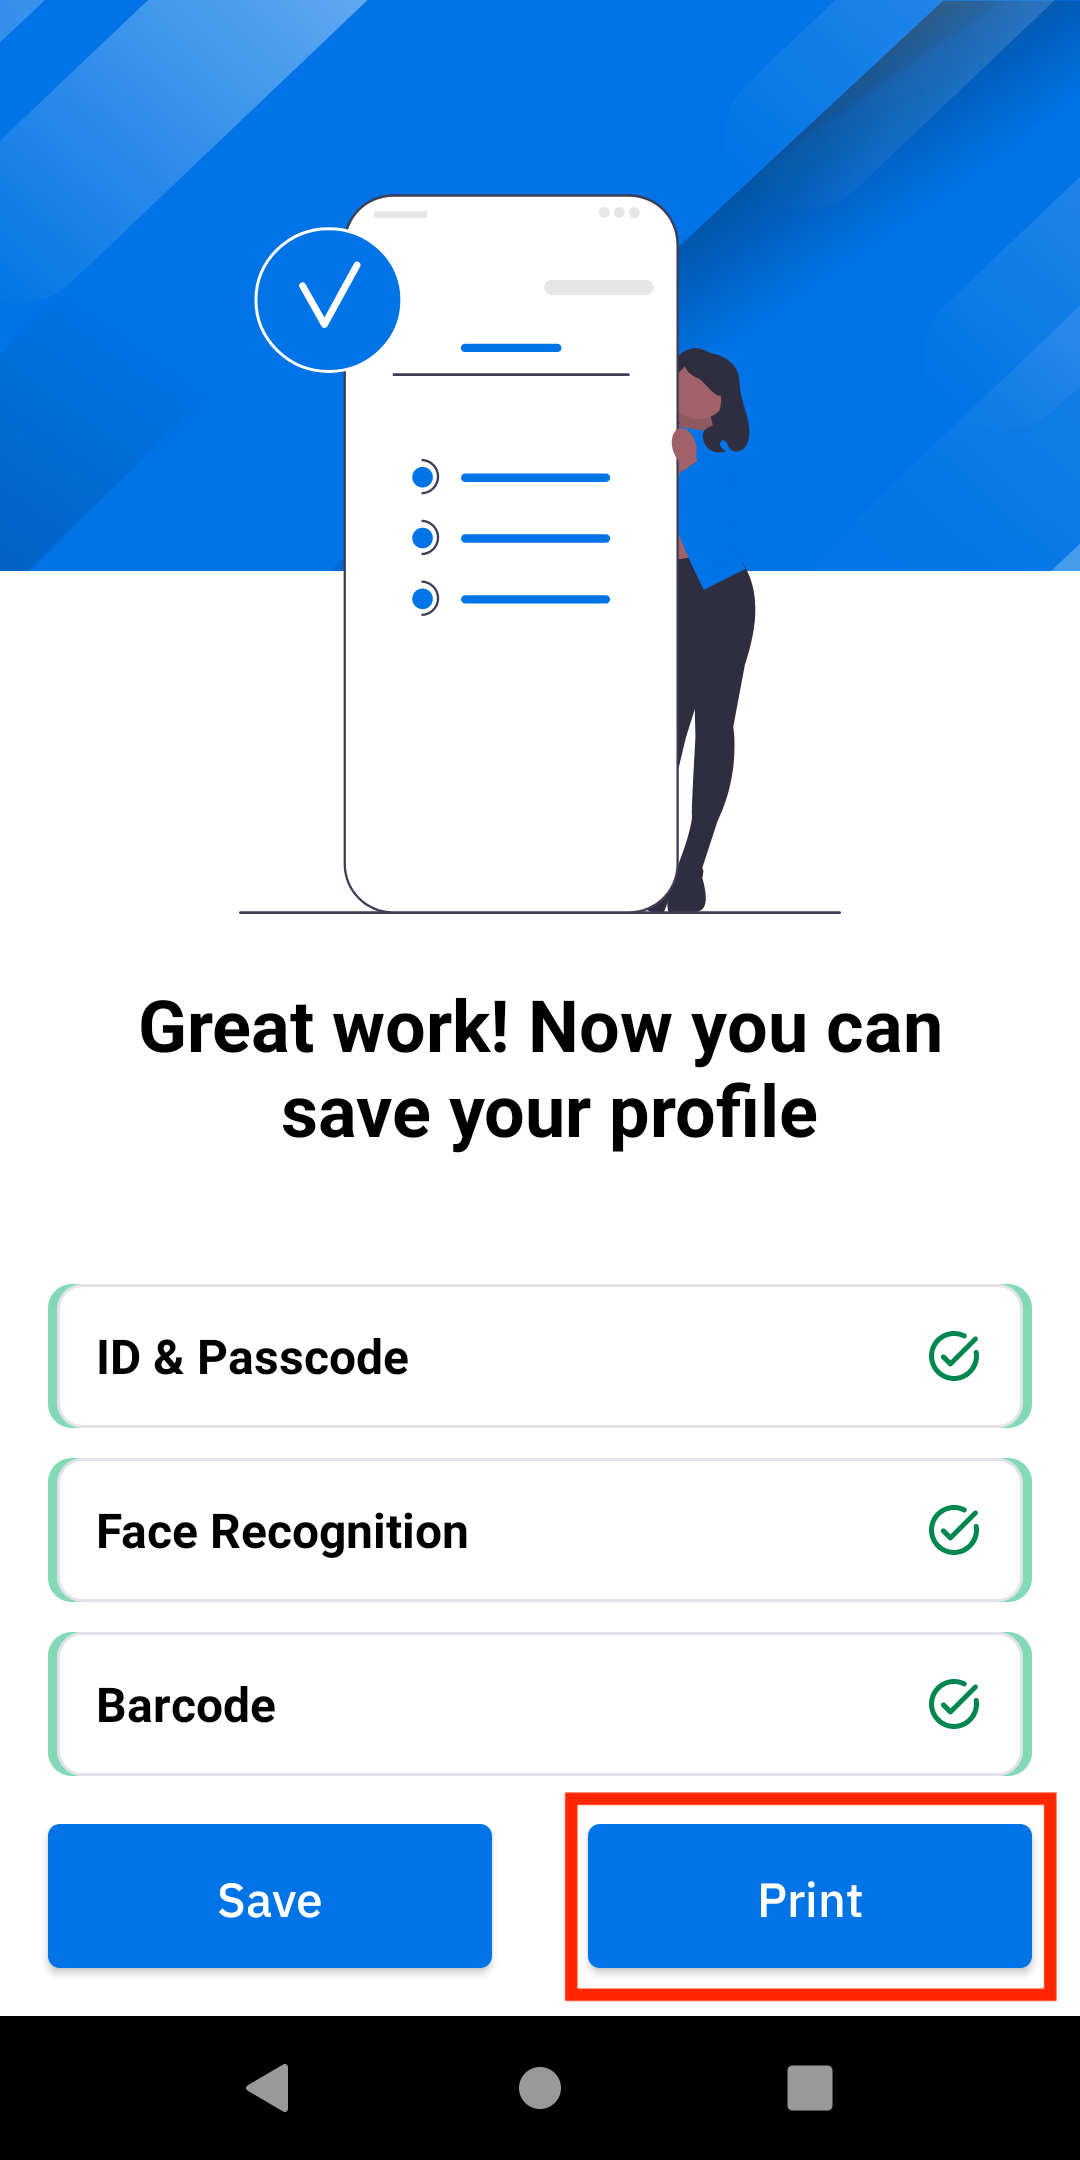 Great work! Now you can
save your profile
ID & Passcode
Face Recognition
Barcode
Save
Print